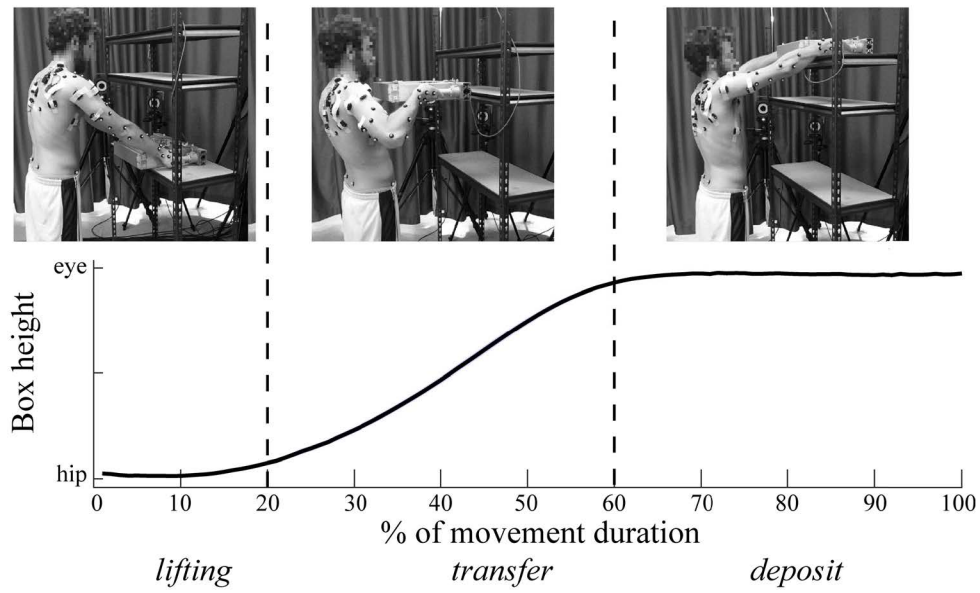 eye
Box height
hip
0 10 20 30 40 50 60 70 80 90 100
% of movement duration
lifting transfer deposit